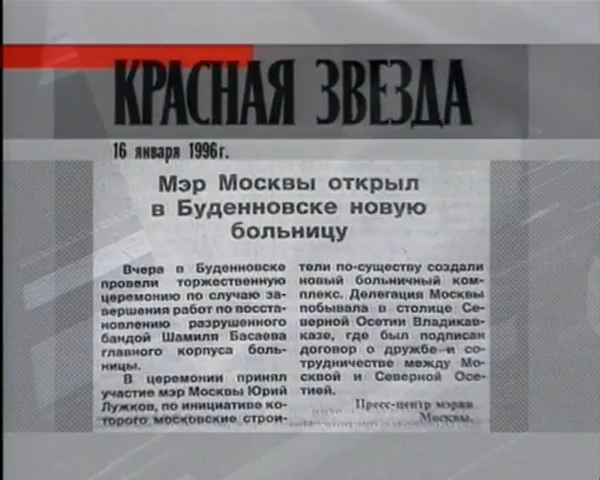 КРАСНАЯ ЗВЕЗДА
16 января 1996г.
Мэр Москвы открыл
в Буденновске новую
больницу
Вчера в Буденновске
провели торжественную
церемонию по случаю за-
вершения работ по восста-
новлению разрушенного
бандой Шамиля Басаева
главного корпуса боль-
ницы.
В церемонии принял
участие мэр Москвы Юрий
Лужков, по инициативе ко-
торого московские строи-
тели по-существу создали
новый больничный ком-
плекс. Делегация Москвы
побывала в столице Се-
верной Осетии Владикав-
казе, где был подписан
договор о дружбе и со-
трудничестве между Мо-
сквой и Северной Осе-
тией.
Пресс-центр мэрии
Москвы.